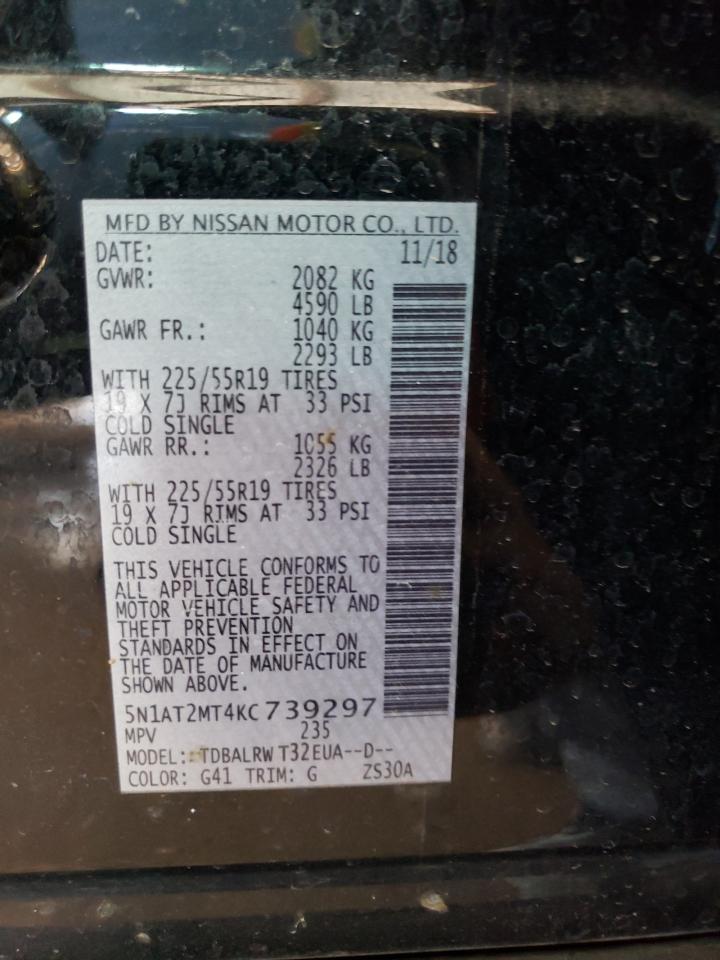 MFD BY NISSAN MOTOR CO., LTD.
DATE: 11/18
GVWR: 2082 KG
4590 LB
GAWR FR.: 1040 KG
2293 LB
WITH 225/55R19 TIRES
19 X 7J RIMS AT 33 PSI
COLD SINGLE
GAWR RR.: 1055 KG
2326 LB
WITH 225/55R19 TIRES
19 X 7J RIMS AT 33 PSI
COLD SINGLE
THIS VEHICLE CONFORMS TO
ALL APPLICABLE FEDERAL
MOTOR VEHICLE SAFETY AND
THEFT PREVENTION
STANDARDS IN EFFECT ON
THE DATE OF MANUFACTURE
SHOWN ABOVE.
5N1AT2MT4KC739297
MPV 235
MODEL: TDBALRW T32EUA--D--
COLOR: G41 TRIM: G ZS30A